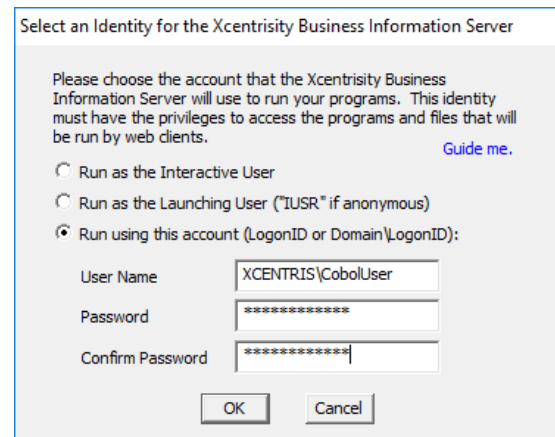 Select an Identity for the Xcentrisity Business Information Server
Please choose the account that the Xcentrisity Business
Information Server will use to run your programs. This identity
must have the privileges to access the programs and files that will
be run by web clients.
Guide me.
Run as the Interactive User
Run as the Launching User ("IUSR" if anonymous)
Run using this account (LogonID or Domain\LogonID):
User Name XCENTRIS\CobolUser
Password ************
Confirm Password ************
OK Cancel